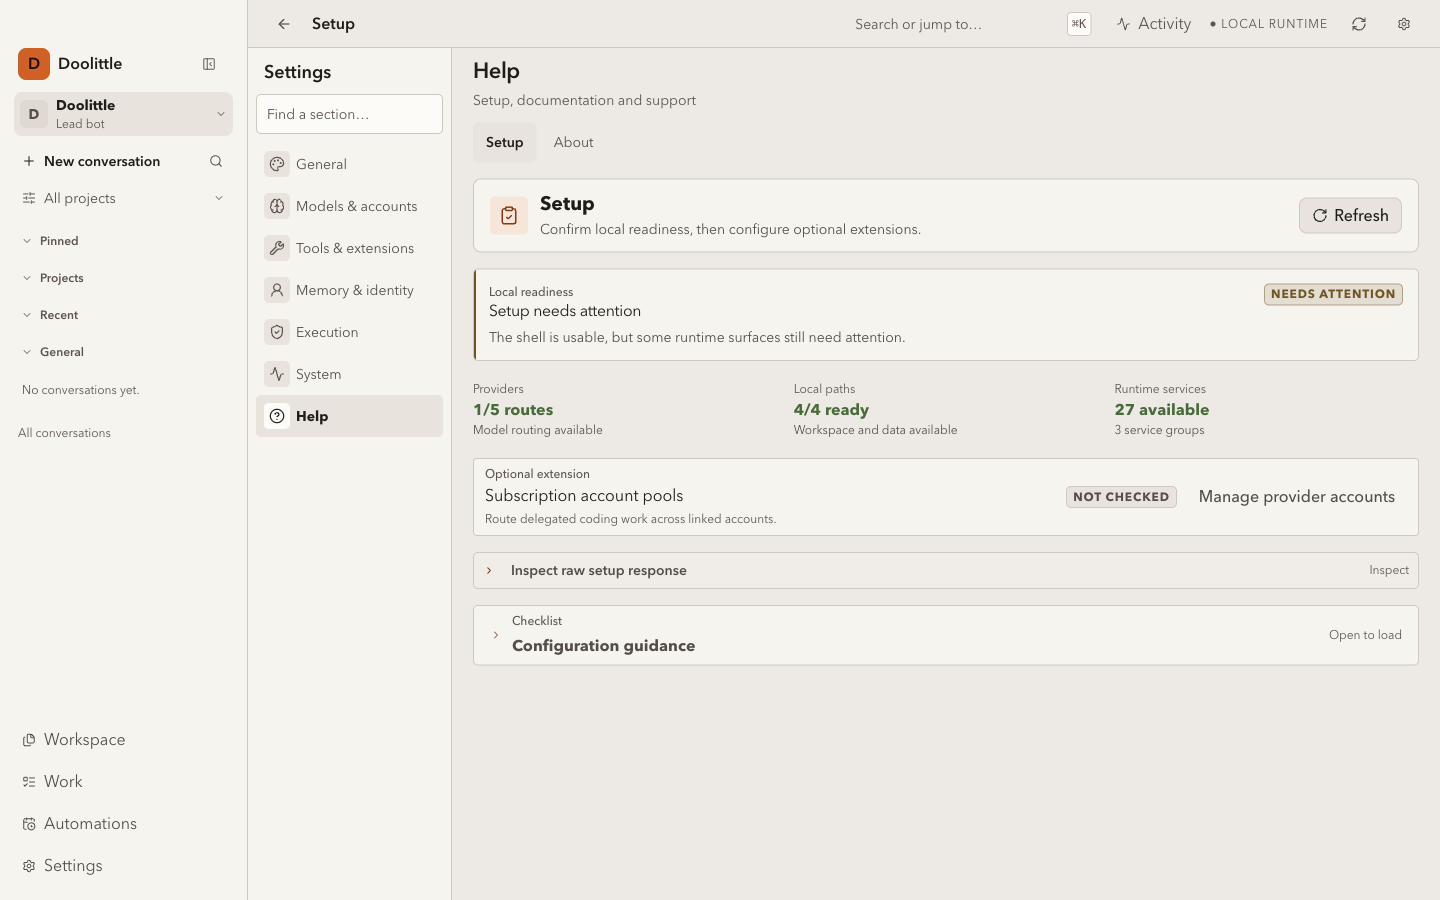 Setup
Search or jump to…
⌘K
Activity
LOCAL RUNTIME
D
Doolittle
D
Doolittle
Lead bot
New conversation
All projects
Pinned
Projects
Recent
General
No conversations yet.
All conversations
Workspace
Work
Automations
Settings
Settings
Find a section…
General
Models & accounts
Tools & extensions
Memory & identity
Execution
System
Help
Help
Setup, documentation and support
Setup
About
Setup
Confirm local readiness, then configure optional extensions.
Refresh
Local readiness
Setup needs attention
The shell is usable, but some runtime surfaces still need attention.
NEEDS ATTENTION
Providers
1/5 routes
Model routing available
Local paths
4/4 ready
Workspace and data available
Runtime services
27 available
3 service groups
Optional extension
Subscription account pools
Route delegated coding work across linked accounts.
NOT CHECKED
Manage provider accounts
Inspect raw setup response
Inspect
Checklist
Configuration guidance
Open to load